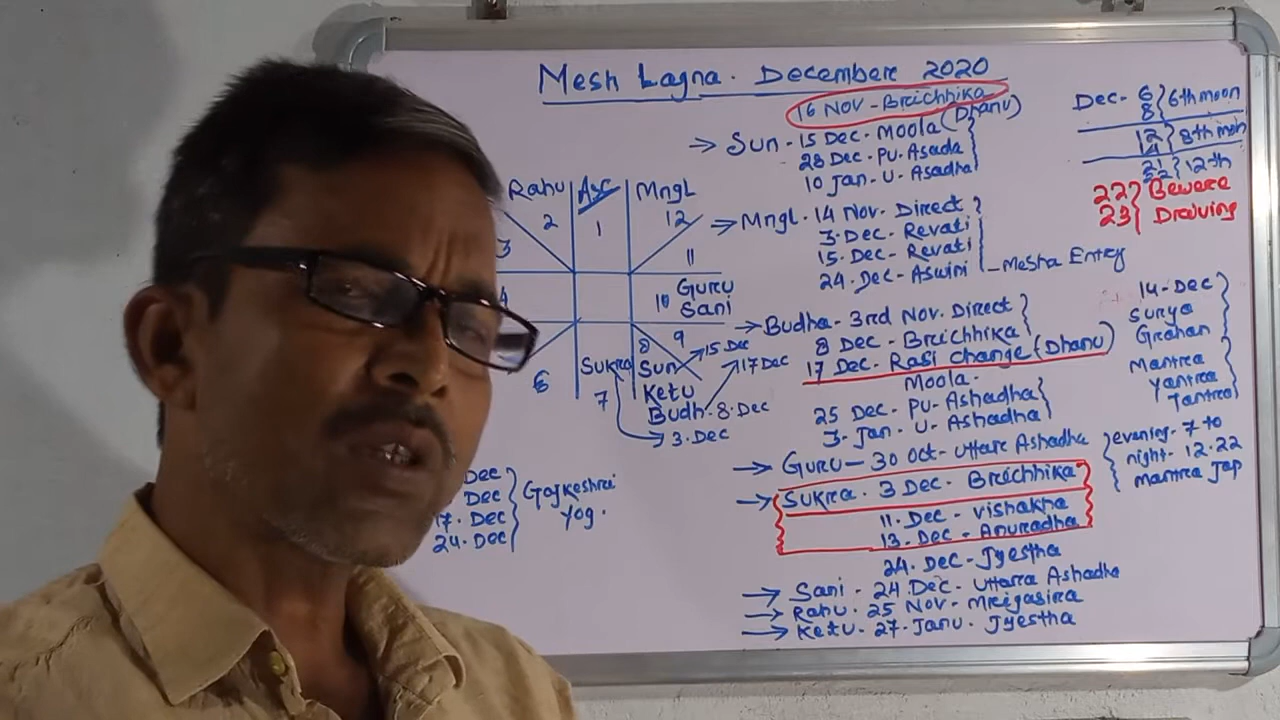 Mesh Lagna. December 2020
16 NOV - Brichhika
Sun - 15 Dec - Moola (Dhanu)
28 Dec - PU - Asada
10 Jan - U - Asadha
Mngl - 14 Nov. Direct
3. Dec - Revati
15. Dec - Revati
24. Dec - Aswini - Mesha Entry
Budha - 3rd Nov. Direct
8 Dec - Brichhika
17 Dec - Rasi change (Dhanu)
Moola.
25 Dec - PU - Ashadha
3. Jan - U - Ashadha
Guru - 30 Oct - Uttara Ashadha
Sukra - 3 Dec - Brichhika
11. Dec - Vishakha
13. Dec - Anuradha
24. Dec - Jyestha
Sani - 24. Dec - Uttara Ashadha
Rahu - 25 Nov - Mrigasira
Ketu - 27. Janu. Jyestha
Dec - 6
8 } 6th moon
12
14 } 8th moon
21
22 } 12th
22 } Beware
23 } Draiving
14 - Dec
Surya
Grahan
Mantra
Yantra
Tantra
evening - 7 to
night - 12.22
mantra Jap
Rahu
2
Asc
1
Mngl
12
3
11
4
10 Guru
Sani
9
8
15 Dec
Sun
17 Dec
Ketu
Budh - 8. Dec
Sukra
7
6
3. Dec
Dec
Dec
17. Dec
24. Dec
Gajkeshri
Yog.